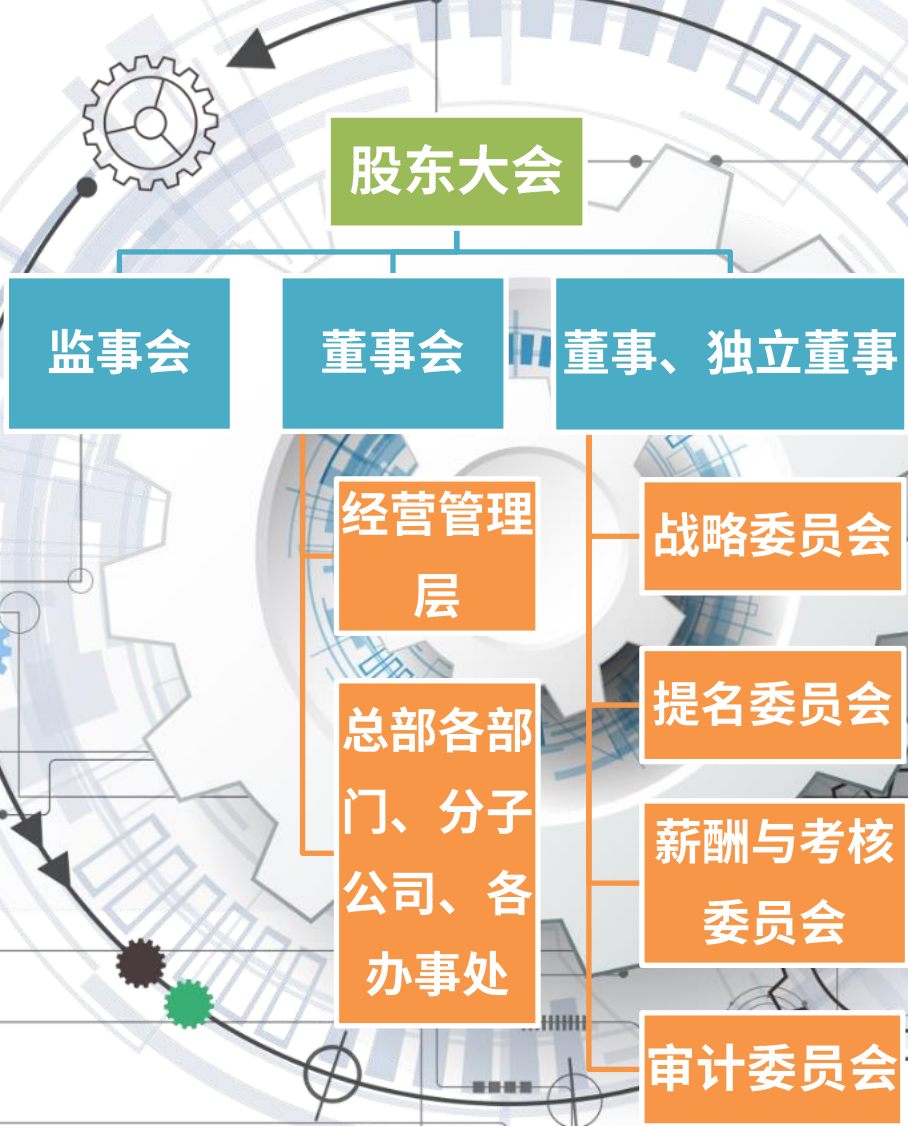 股东大会
监事会
董事会
董事、独立董事
经营管理
层
总部各部
门、分子
公司、各
办事处
战略委员会
提名委员会
薪酬与考核
委员会
审计委员会